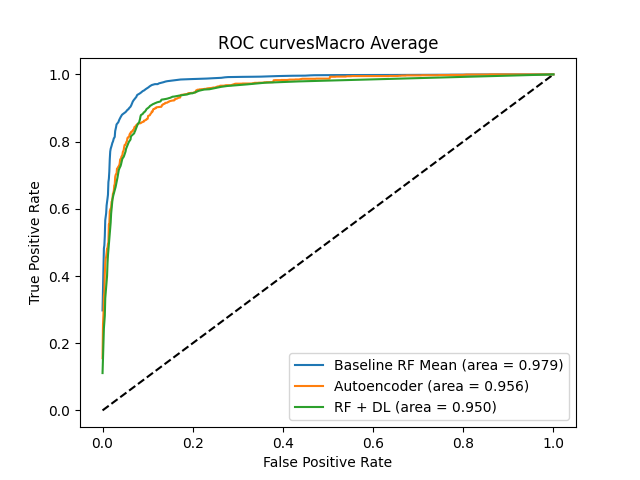 ROC curvesMacro Average
1.0
0.8
0.6
0.4
0.2
0.0
True Positive Rate
Baseline RF Mean (area = 0.979)
Autoencoder (area = 0.956)
RF + DL (area = 0.950)
0.0 0.2 0.4 0.6 0.8 1.0
False Positive Rate